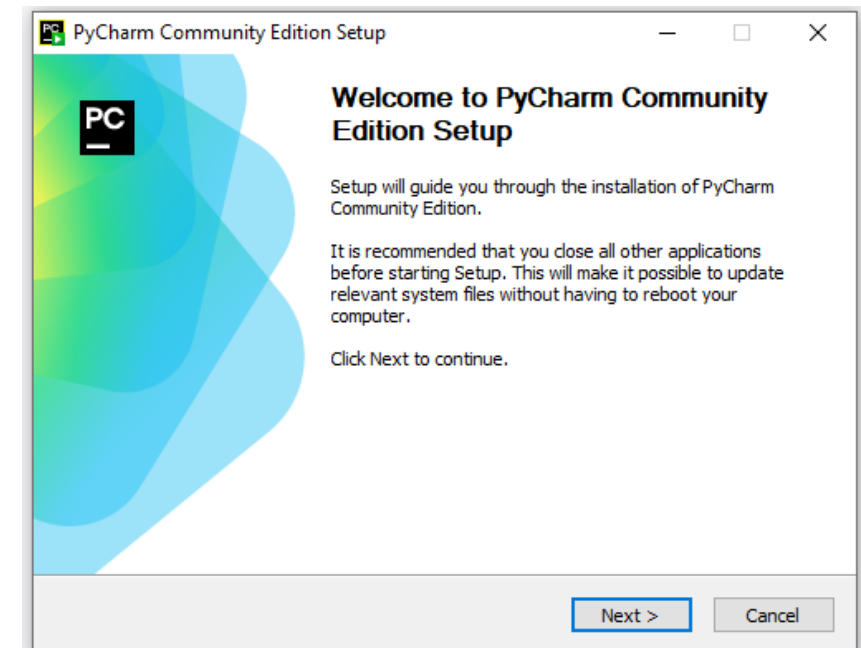 PyCharm Community Edition Setup
PC
Welcome to PyCharm Community
Edition Setup
Setup will guide you through the installation of PyCharm
Community Edition.
It is recommended that you close all other applications
before starting Setup. This will make it possible to update
relevant system files without having to reboot your
computer.
Click Next to continue.
Next >
Cancel